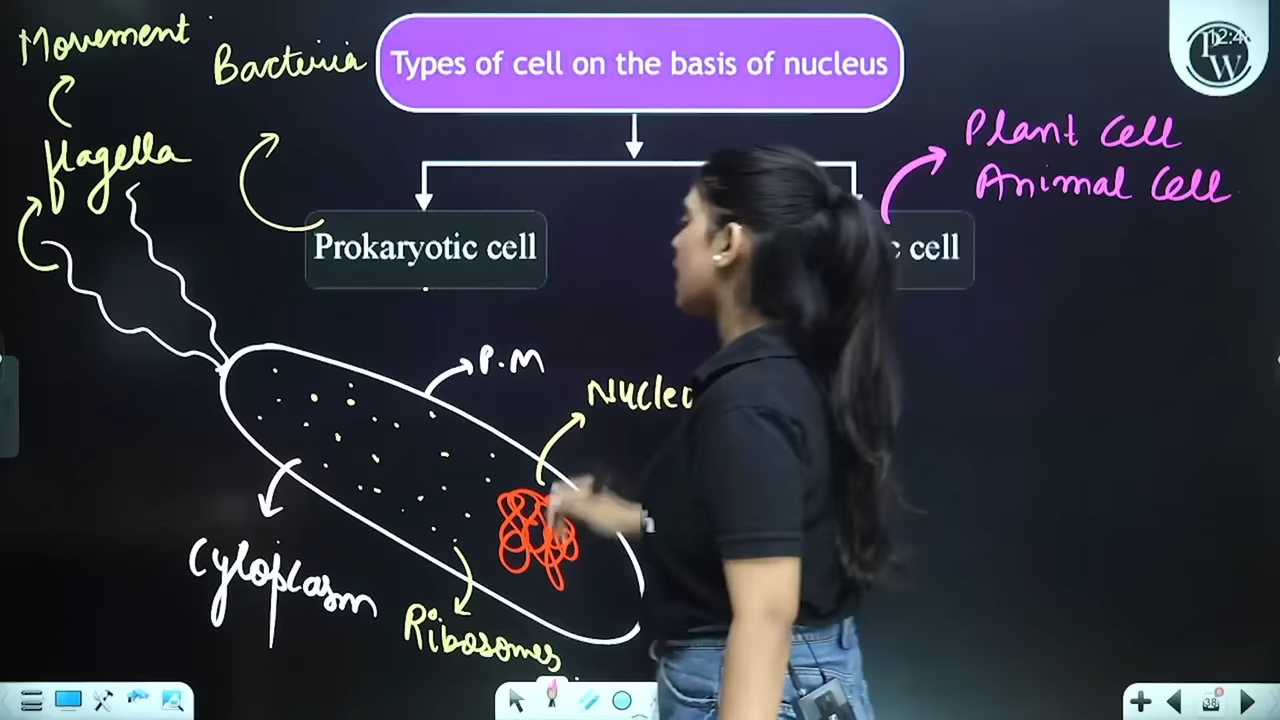 Movement
Bacteria
Types of cell on the basis of nucleus
flagella
Plant Cell
Animal Cell
Prokaryotic cell
cell
P.M
Cytoplasm
Ribosomes
38